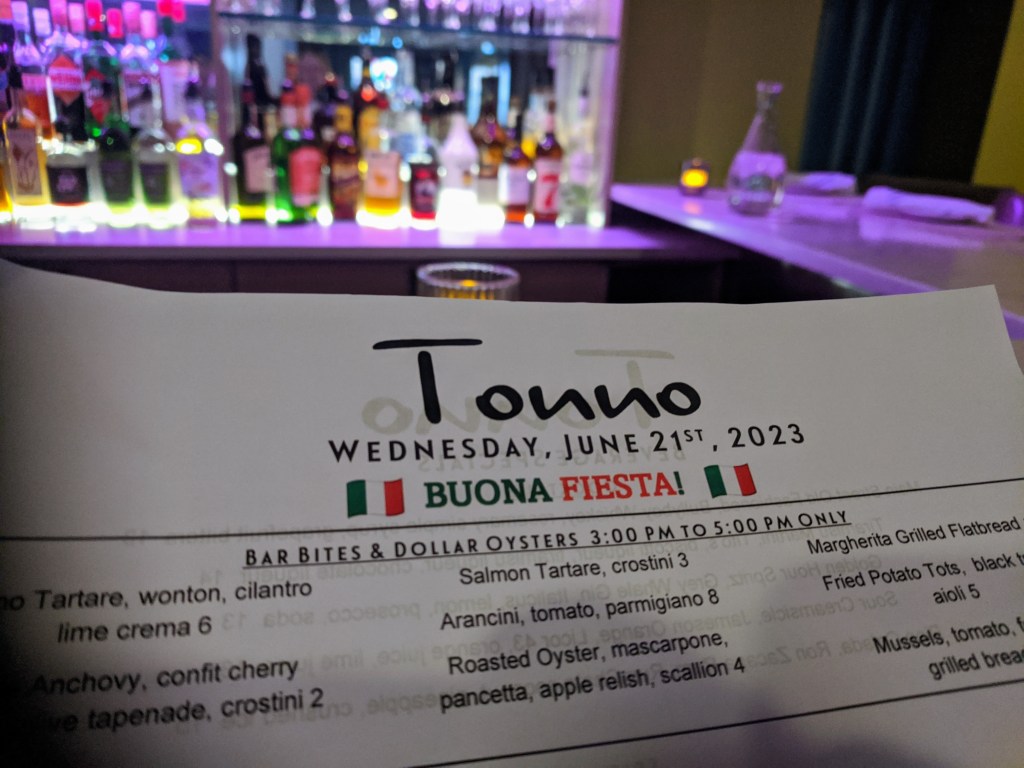 Tonno
WEDNESDAY, JUNE 21ST, 2023
BUONA FIESTA!
BAR BITES & DOLLAR OYSTERS 3:00 PM TO 5:00 PM ONLY
Tartare, wonton, cilantro
lime crema 6
Anchovy, confit cherry
tapenade, crostini 2
Salmon Tartare, crostini 3
Arancini, tomato, parmigiano 8
Roasted Oyster, mascarpone,
pancetta, apple relish, scallion 4
Margherita Grilled Flatbread
Fried Potato Tots, black
aioli 5
Mussels, tomato,
grilled
7